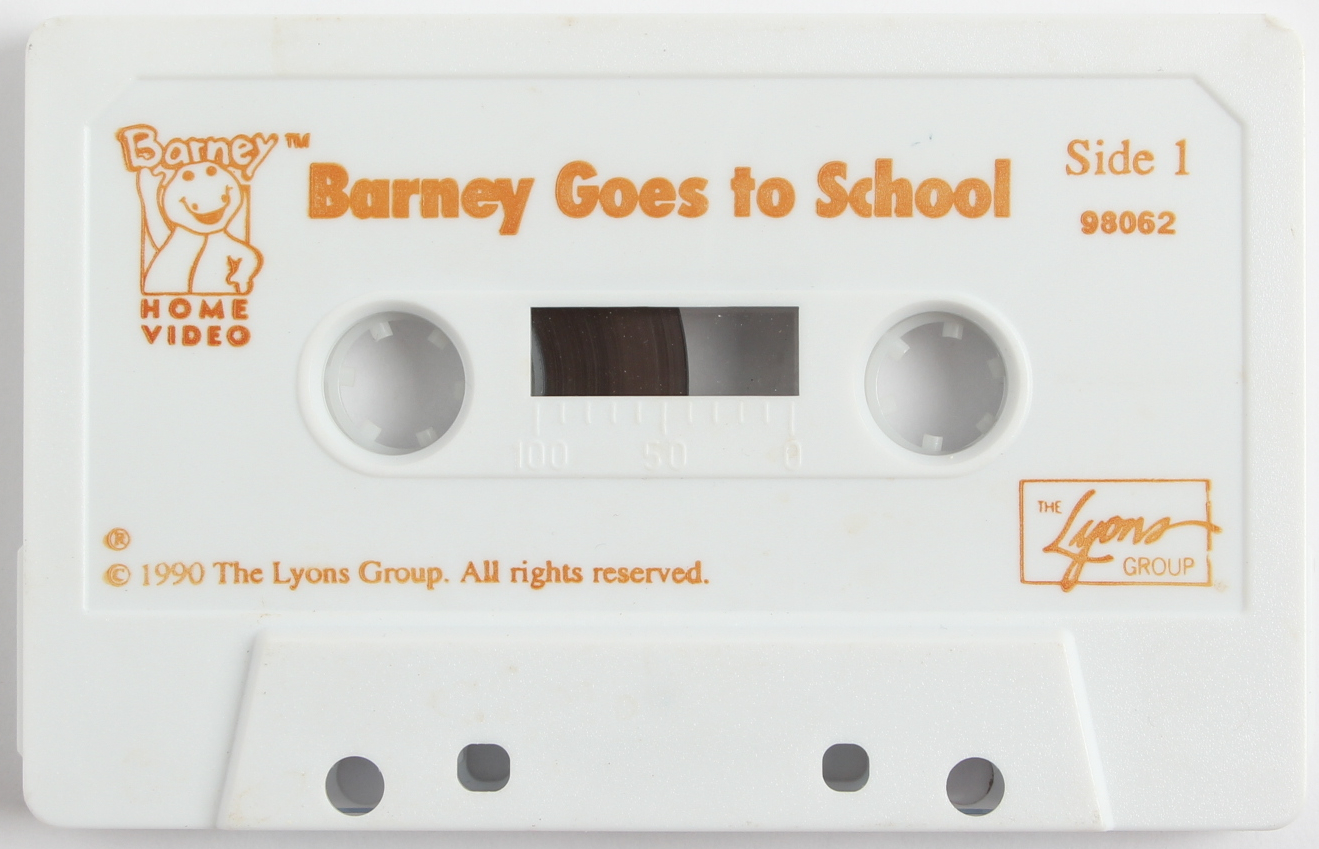 Barney™
HOME
VIDEO
Barney Goes to School
Side 1
98062
100 50 0
®
© 1990 The Lyons Group. All rights reserved.
THE
Lyons
GROUP